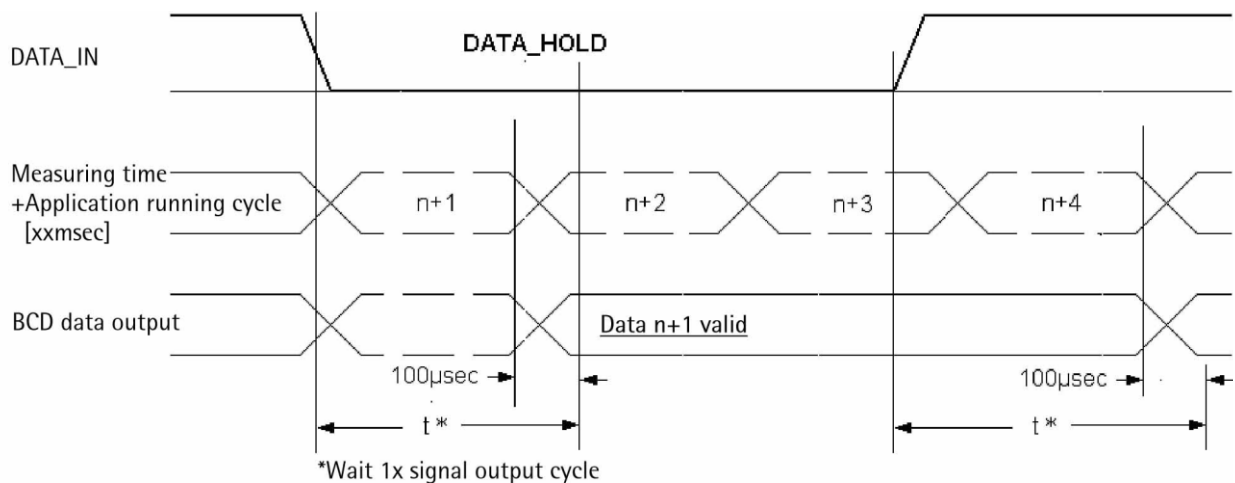 DATA_HOLD
DATA_IN
Measuring time
+Application running cycle
[xxmsec]
n+1
n+2
n+3
n+4
BCD data output
Data n+1 valid
100µsec
100µsec
t*
t*
*Wait 1x signal output cycle